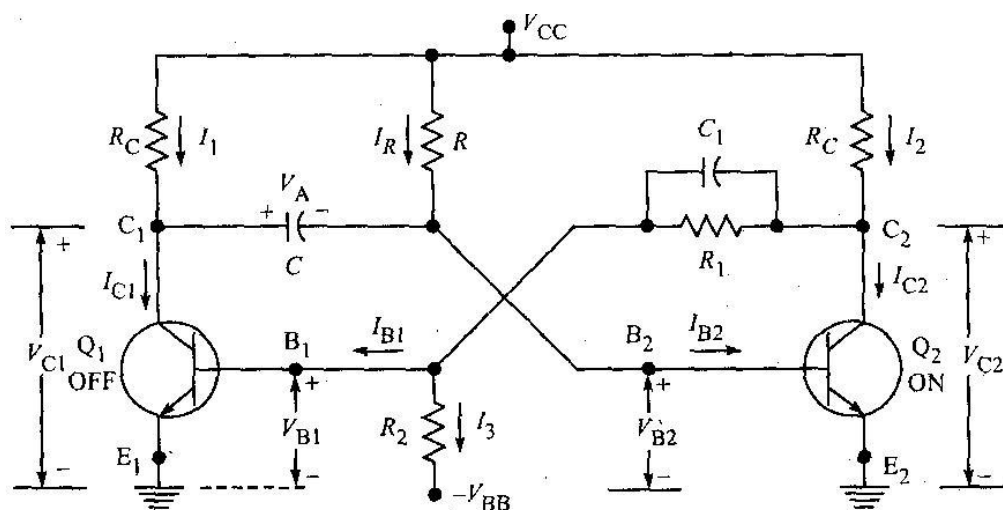 V_CC
R_C I_1 I_R R C_1 R_C I_2
V_A
+ −
C_1 C R_1 C_2
+ +
I_C1 I_C2
V_C1 Q_1 OFF B_1 I_B1 B_2 I_B2 Q_2 ON V_C2
+ +
V_B1 R_2 I_3 V_B2
E_1 E_2
− − − −
−V_BB